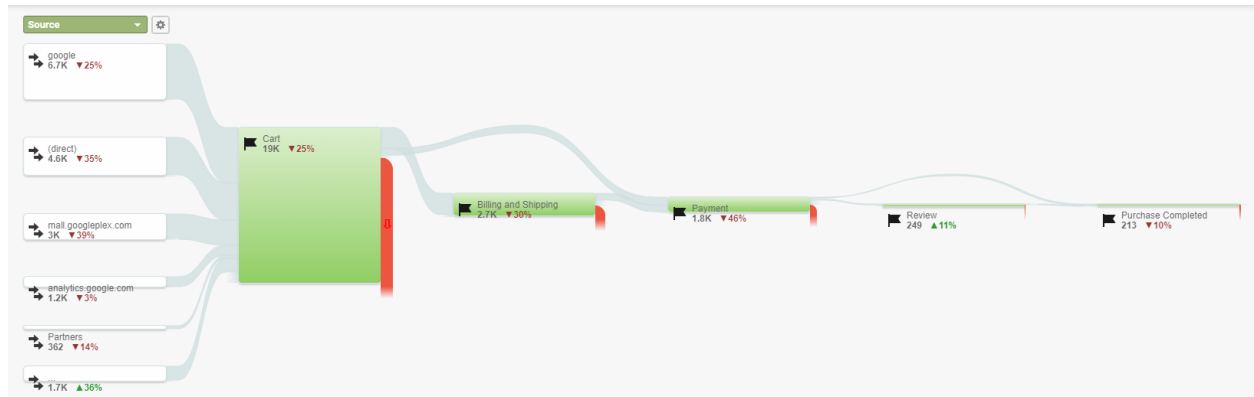 Source
google
6.7K ▼25%
(direct)
4.6K ▼35%
mall.googleplex.com
3K ▼39%
analytics.google.com
1.2K ▼3%
Partners
362 ▼14%
...
1.7K ▲36%
Cart
19K ▼25%
Billing and Shipping
2.7K ▼30%
Payment
1.8K ▼46%
Review
249 ▲11%
Purchase Completed
213 ▼10%